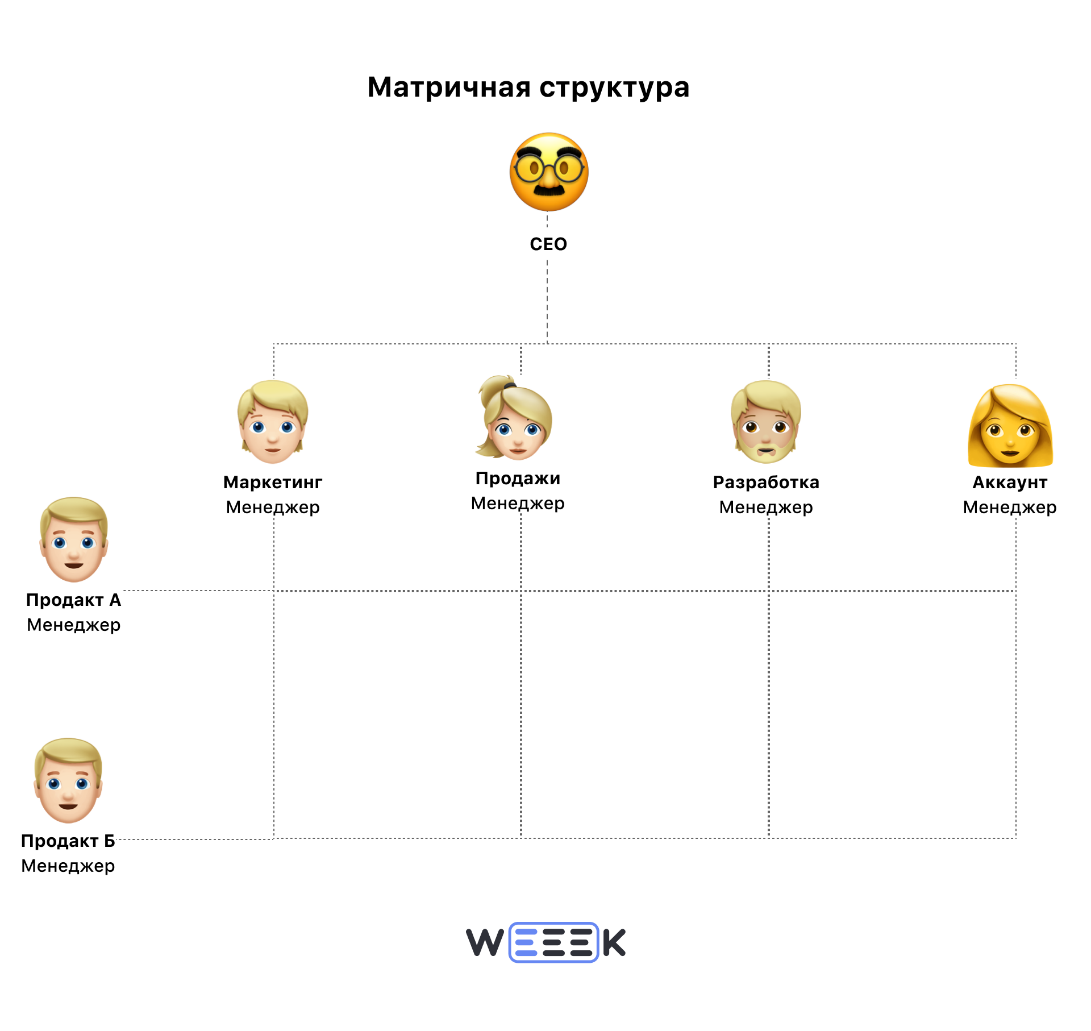 Матричная структура
CEO
Маркетинг
Менеджер
Продажи
Менеджер
Разработка
Менеджер
Аккаунт
Менеджер
Продакт А
Менеджер
Продакт Б
Менеджер
WEEEK